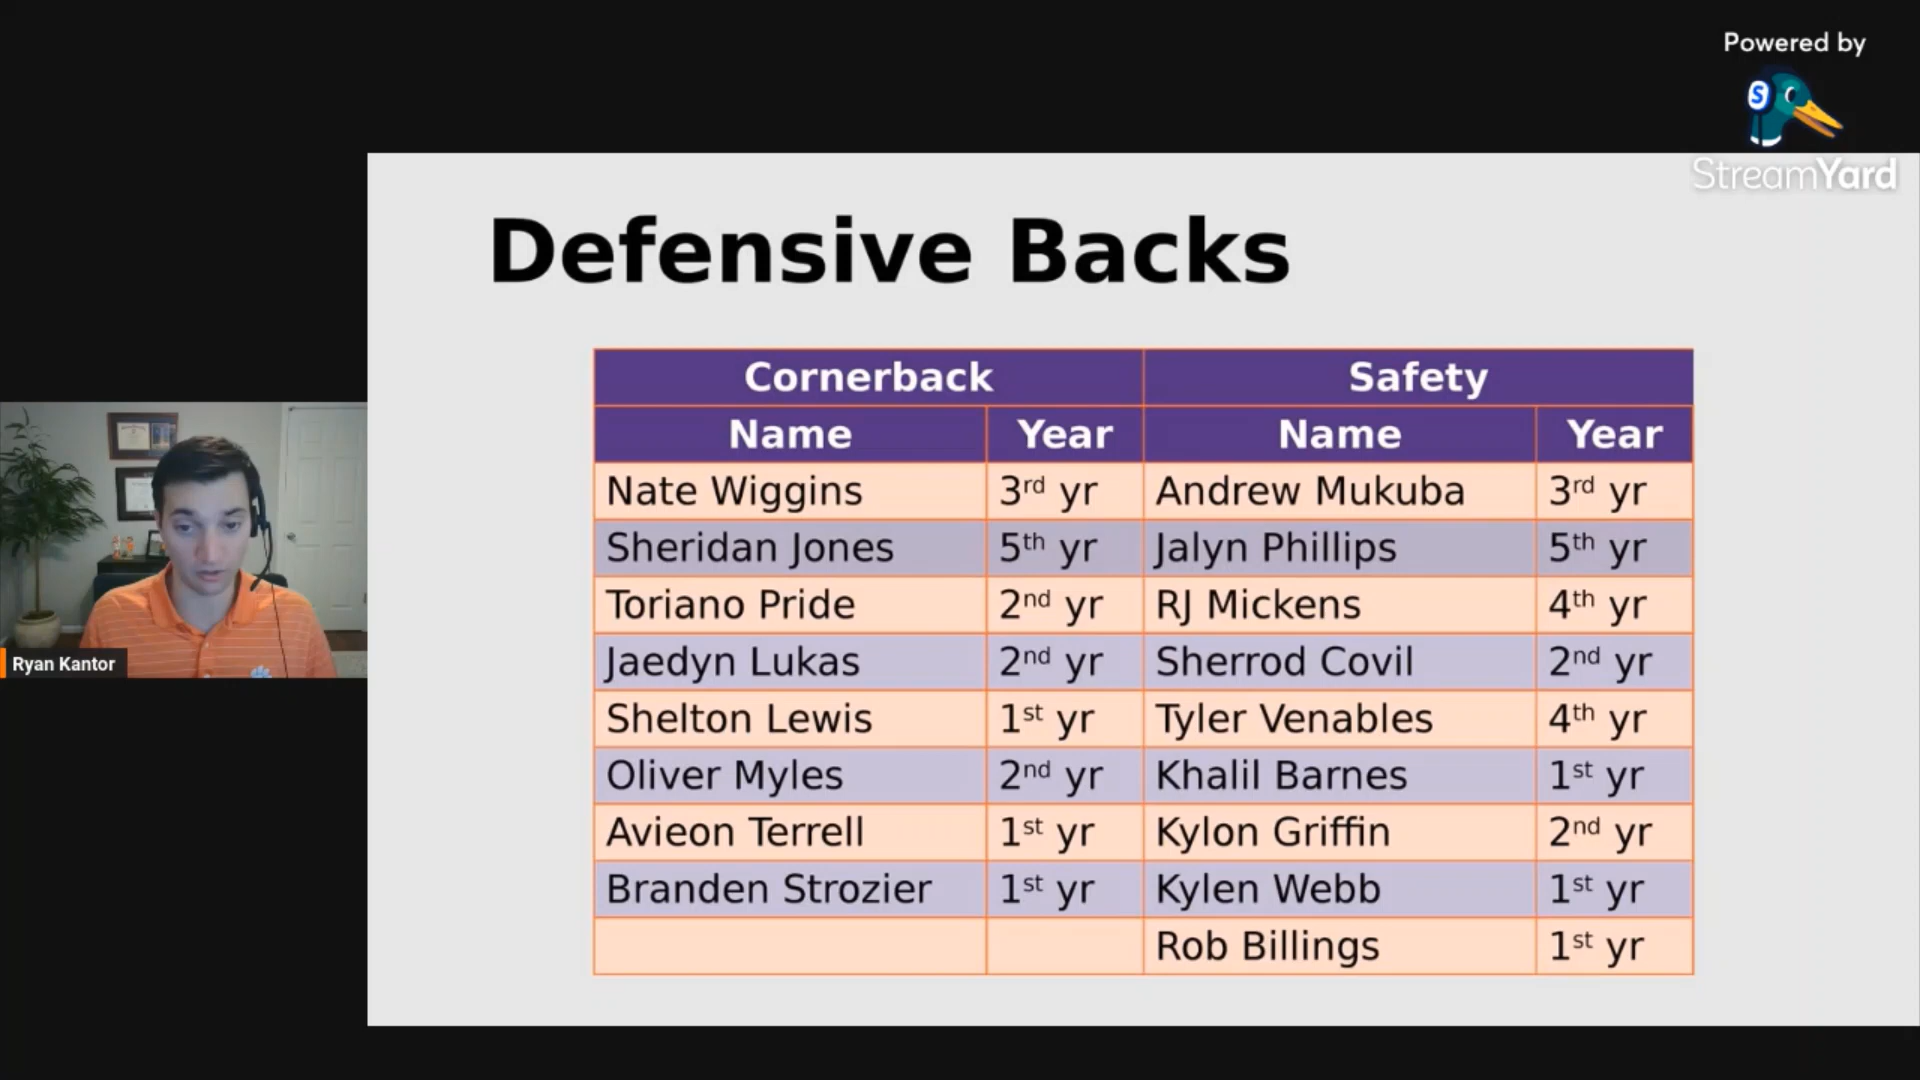 Powered by
S
StreamYard
Defensive Backs
Cornerback Safety
Name Year Name Year
Nate Wiggins 3rd yr Andrew Mukuba 3rd yr
Sheridan Jones 5th yr Jalyn Phillips 5th yr
Toriano Pride 2nd yr RJ Mickens 4th yr
Jaedyn Lukas 2nd yr Sherrod Covil 2nd yr
Shelton Lewis 1st yr Tyler Venables 4th yr
Oliver Myles 2nd yr Khalil Barnes 1st yr
Avieon Terrell 1st yr Kylon Griffin 2nd yr
Branden Strozier 1st yr Kylen Webb 1st yr
Rob Billings 1st yr
Ryan Kantor